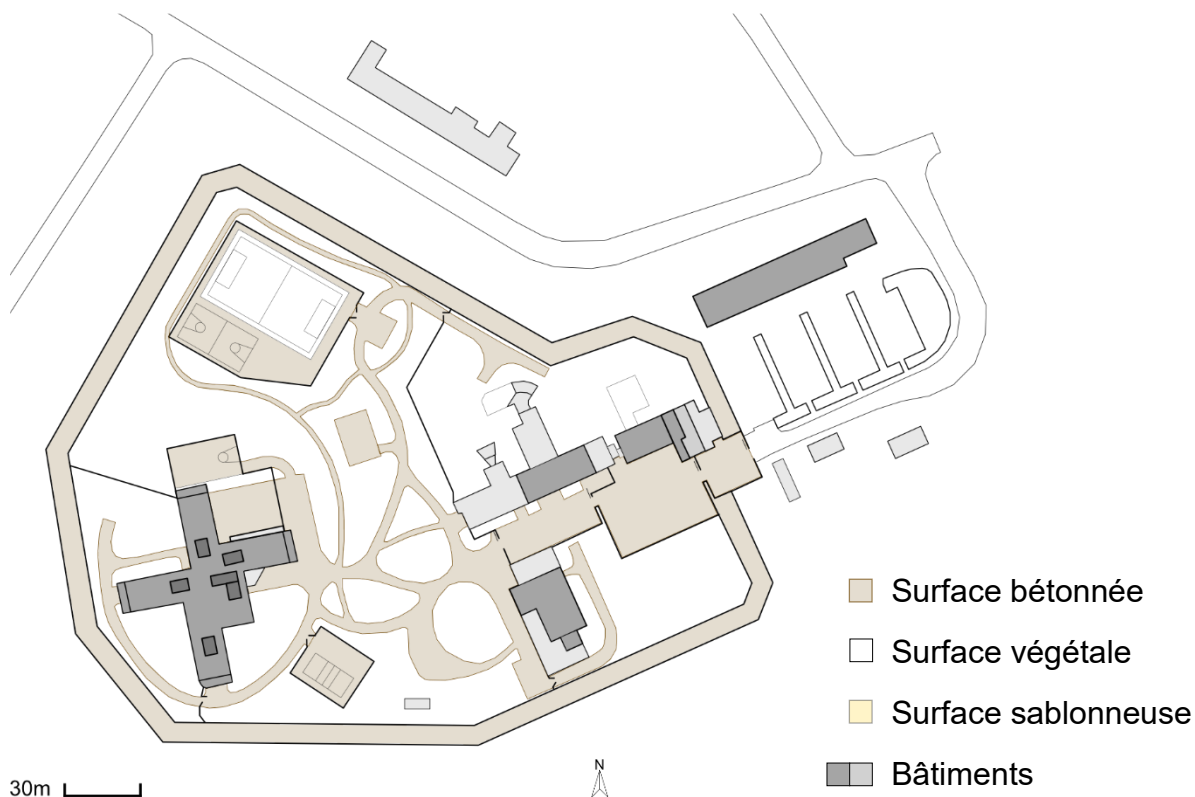 Surface bétonnée
Surface végétale
Surface sablonneuse
Bâtiments
30m
N